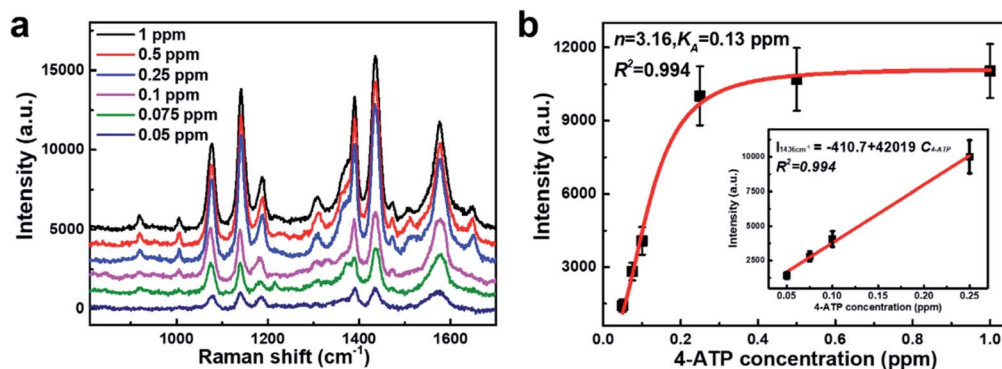 a
1 ppm
0.5 ppm
0.25 ppm
0.1 ppm
0.075 ppm
0.05 ppm
15000
10000
5000
0
Intensity (a.u.)
1000
1200
1400
1600
Raman shift (cm⁻¹)
b
n=3.16,K_A=0.13 ppm
R²=0.994
12000
9000
6000
3000
0
Intensity (a.u.)
0.0
0.2
0.4
0.6
0.8
1.0
4-ATP concentration (ppm)
I₁₄₃₆cm⁻¹ = -410.7+42019 C₄₋ATP
R²=0.994
10000
7500
5000
2500
Intensity (a.u.)
0.05
0.10
0.15
0.20
0.25
4-ATP concentration (ppm)